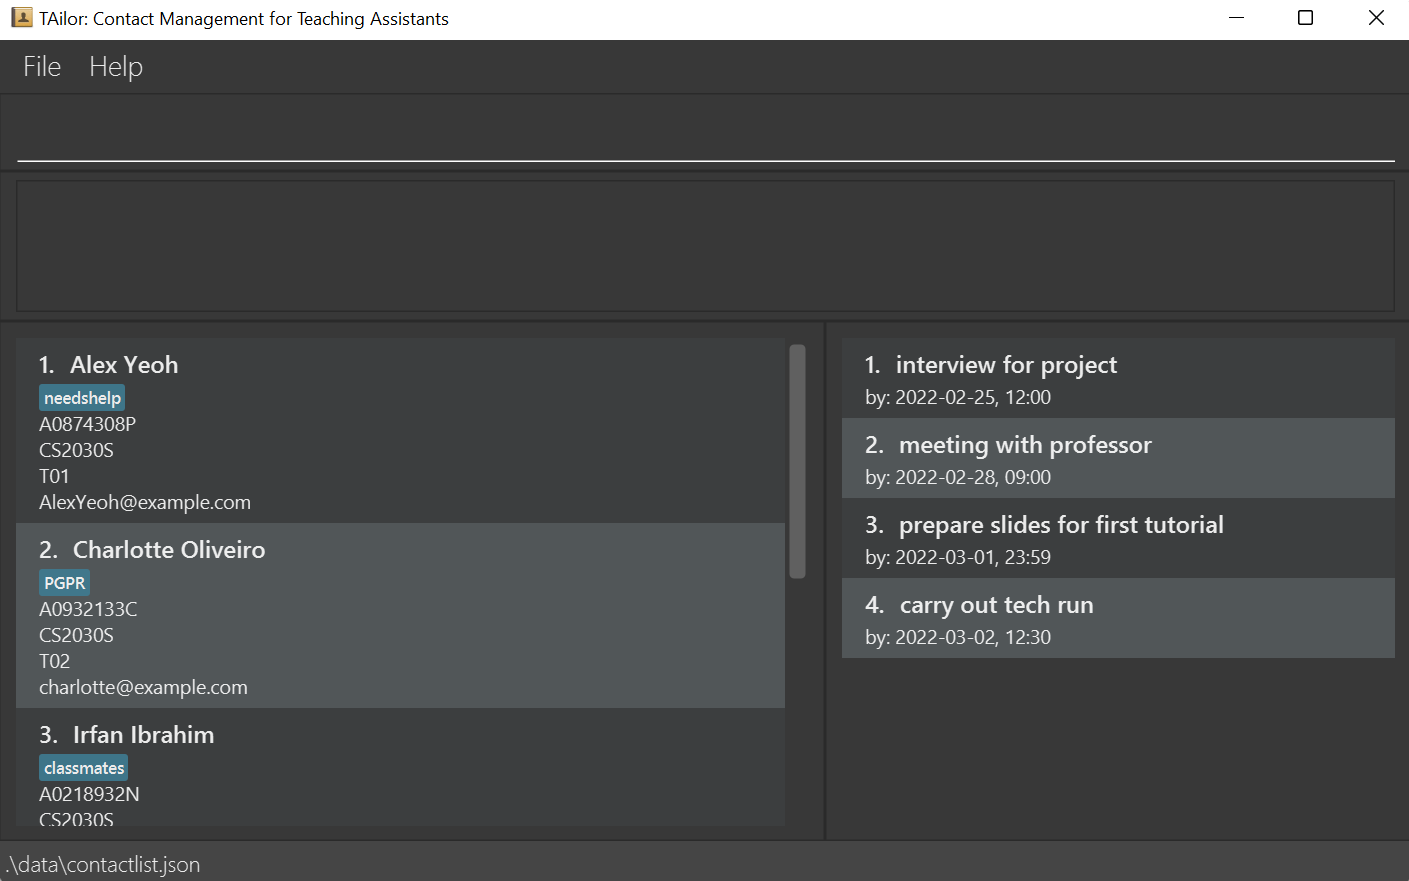 TAilor: Contact Management for Teaching Assistants
File Help
1. Alex Yeoh
needshelp
A0874308P
CS2030S
T01
AlexYeoh@example.com
2. Charlotte Oliveiro
PGPR
A0932133C
CS2030S
T02
charlotte@example.com
3. Irfan Ibrahim
classmates
A0218932N
CS2030S
1. interview for project
by: 2022-02-25, 12:00
2. meeting with professor
by: 2022-02-28, 09:00
3. prepare slides for first tutorial
by: 2022-03-01, 23:59
4. carry out tech run
by: 2022-03-02, 12:30
.\data\contactlist.json